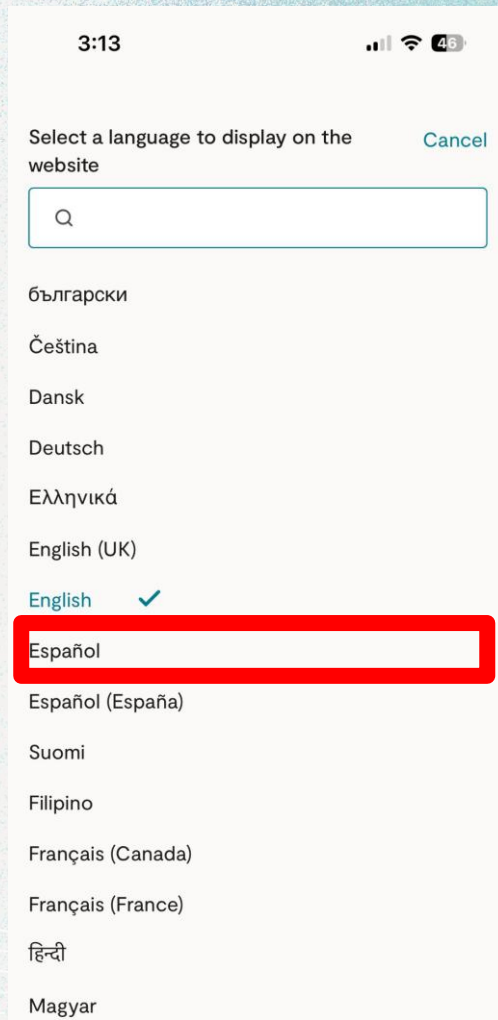 3:13
46
Select a language to display on the
website
Cancel
български
Čeština
Dansk
Deutsch
Ελληνικά
English (UK)
English
Español
Español (España)
Suomi
Filipino
Français (Canada)
Français (France)
हिन्दी
Magyar